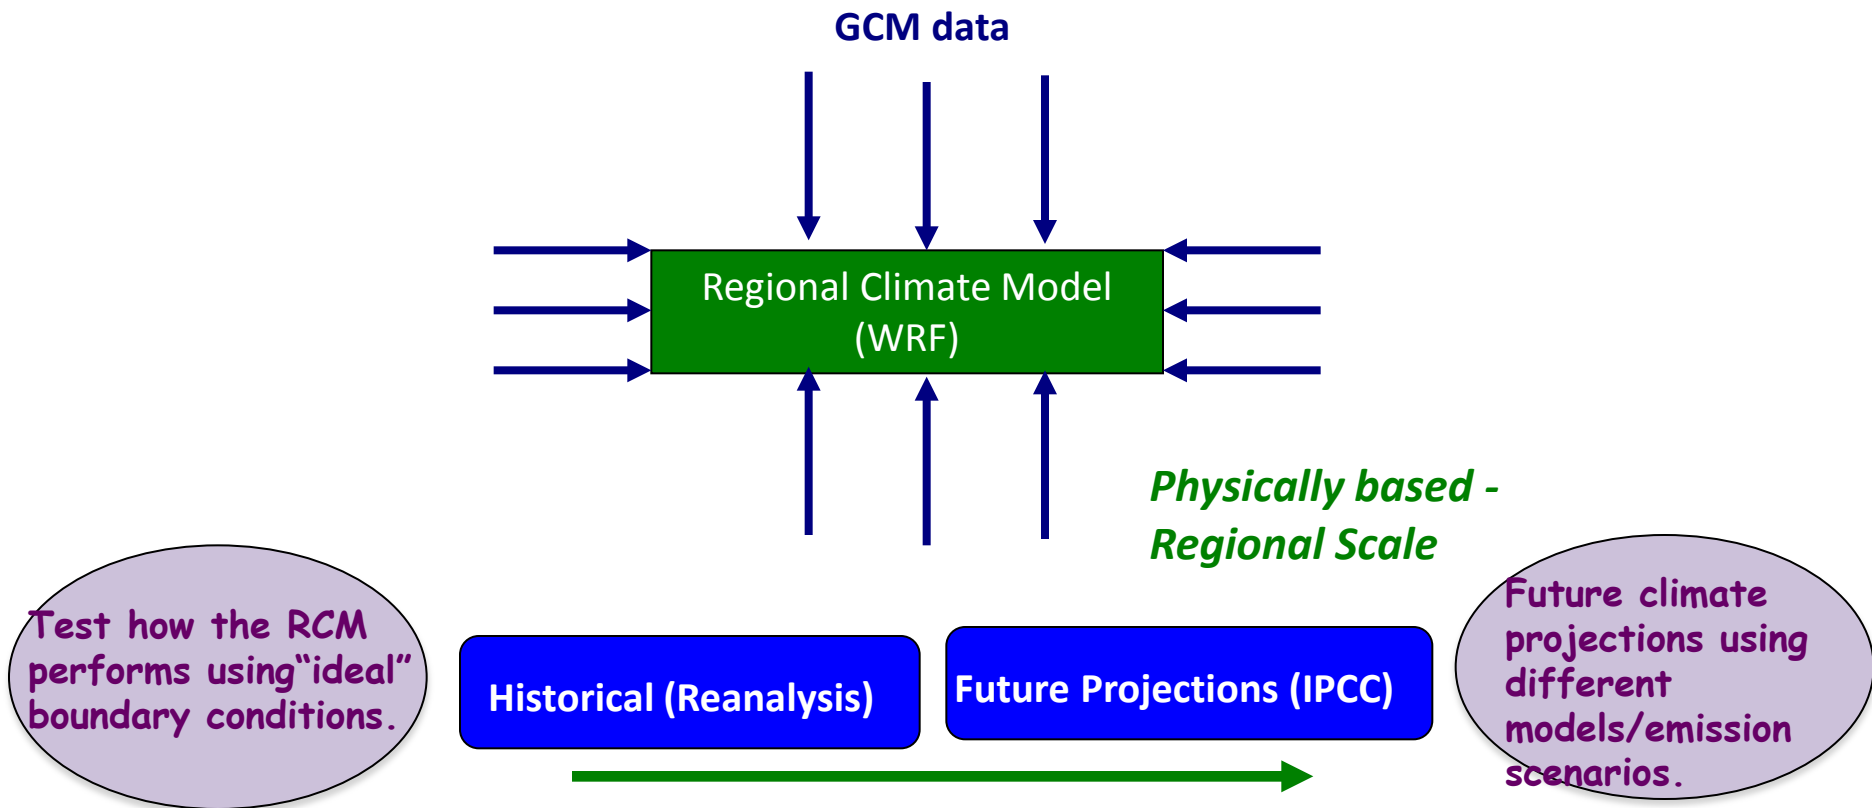 GCM data
Regional Climate Model
(WRF)
Physically based -
Regional Scale
Test how the RCM
performs using“ideal”
boundary conditions.
Historical (Reanalysis)
Future Projections (IPCC)
Future climate
projections using
different
models/emission
scenarios.